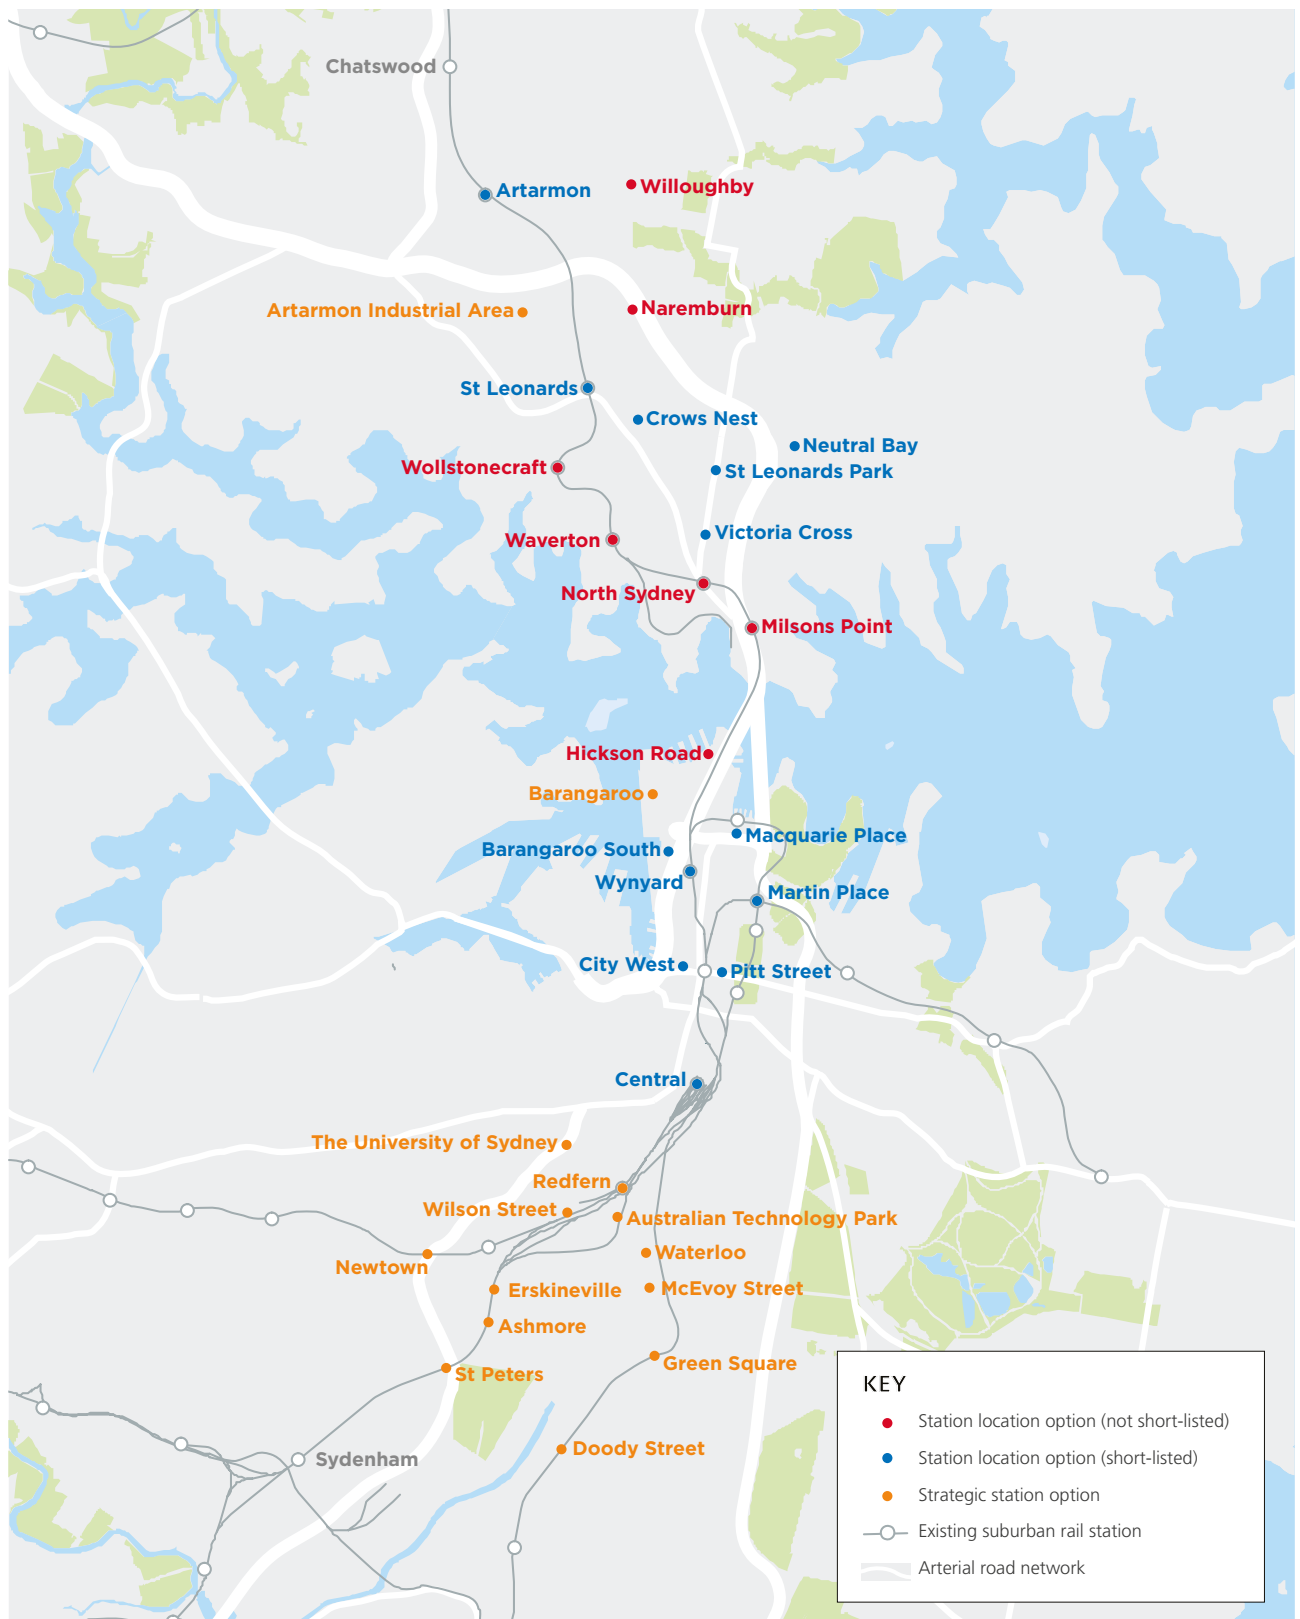 Chatswood
Artarmon
Willoughby
Artarmon Industrial Area
Naremburn
St Leonards
Crows Nest
Neutral Bay
Wollstonecraft
St Leonards Park
Victoria Cross
Waverton
North Sydney
Milsons Point
Hickson Road
Barangaroo
Macquarie Place
Barangaroo South
Wynyard
Martin Place
City West
Pitt Street
Central
The University of Sydney
Redfern
Wilson Street
Australian Technology Park
Waterloo
Newtown
Erskineville
McEvoy Street
Ashmore
Green Square
St Peters
Doody Street
Sydenham
KEY
Station location option (not short-listed)
Station location option (short-listed)
Strategic station option
Existing suburban rail station
Arterial road network